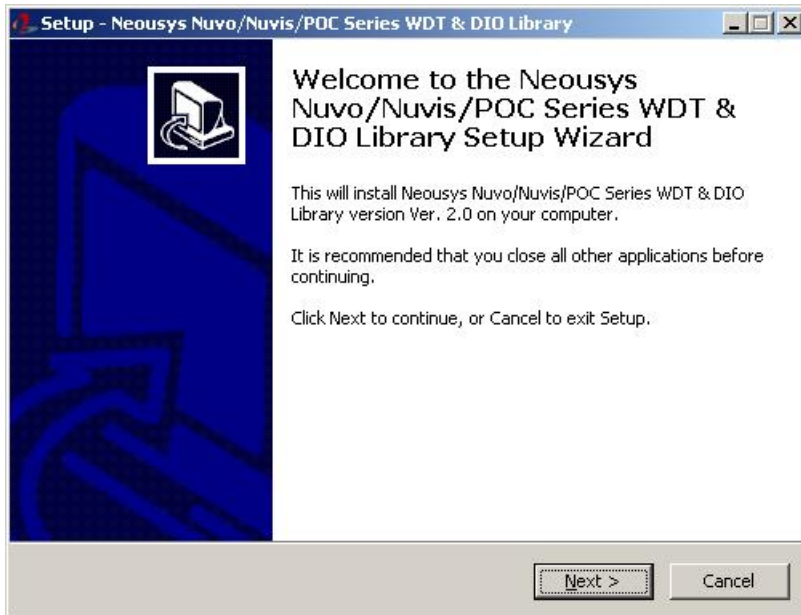 Setup - Neousys Nuvo/Nuvis/POC Series WDT & DIO Library
Welcome to the Neousys
Nuvo/Nuvis/POC Series WDT &
DIO Library Setup Wizard
This will install Neousys Nuvo/Nuvis/POC Series WDT & DIO
Library version Ver. 2.0 on your computer.
It is recommended that you close all other applications before
continuing.
Click Next to continue, or Cancel to exit Setup.
Next >
Cancel